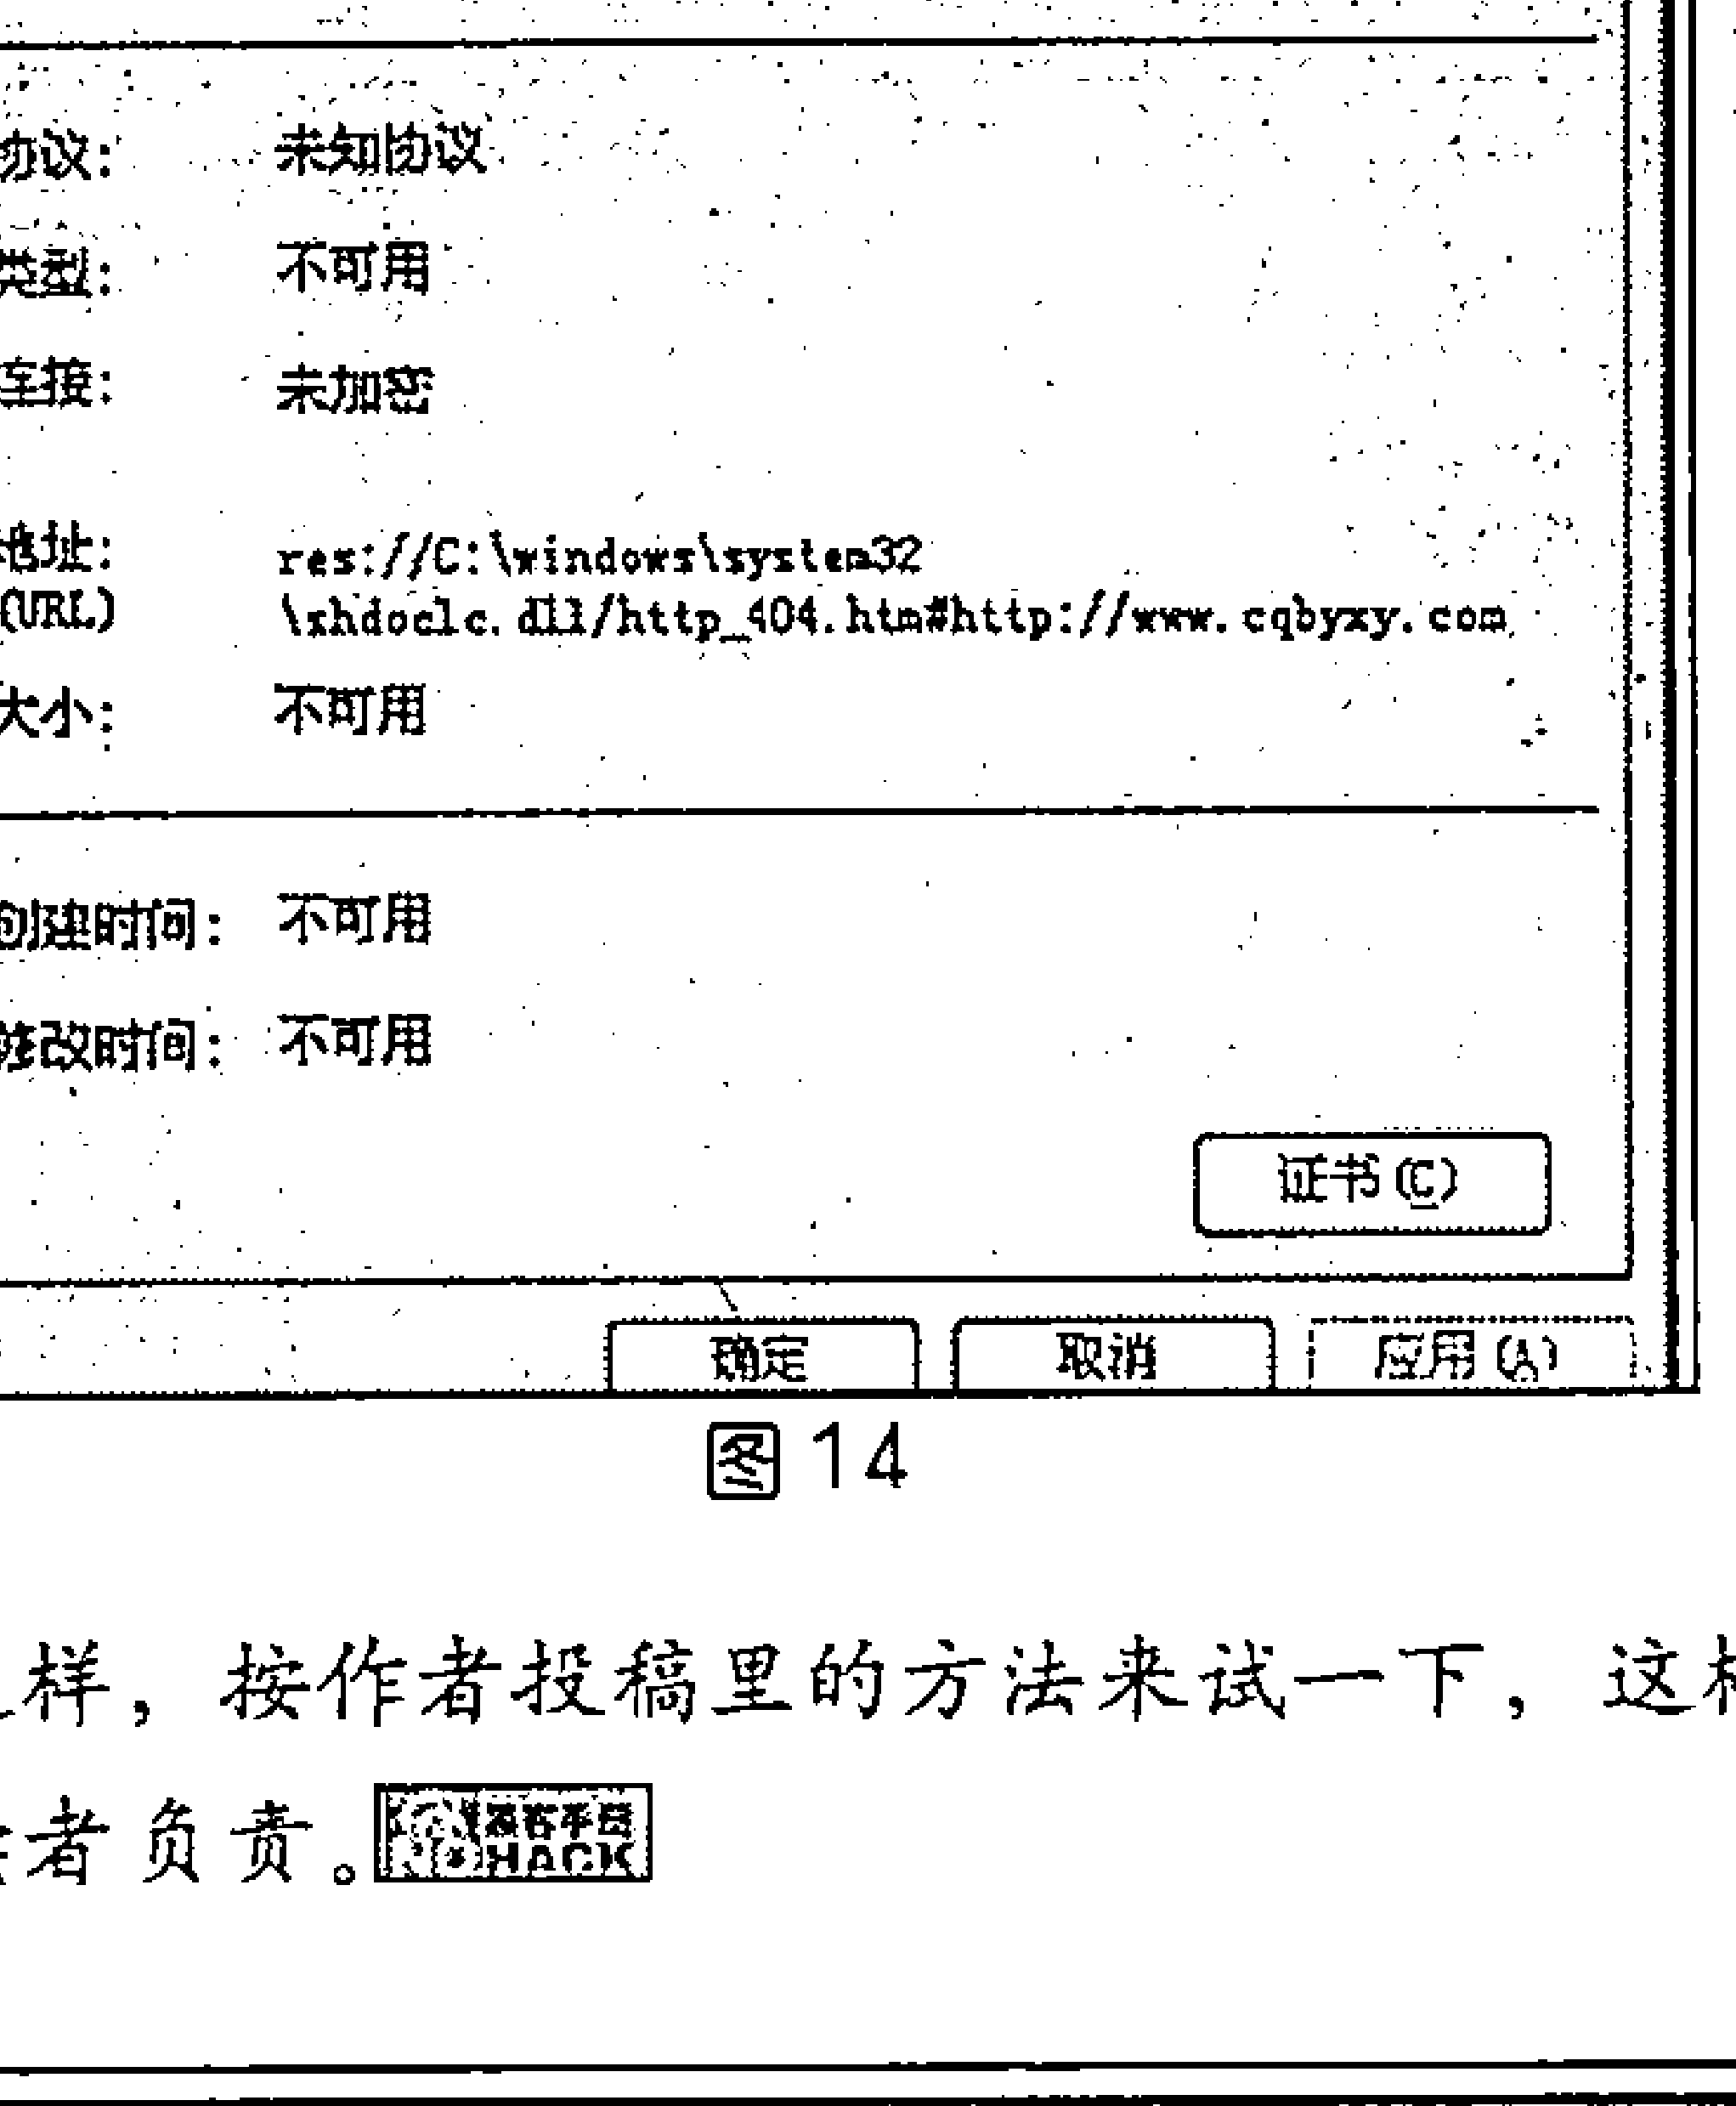 协议: 未知协议
类型: 不可用
连接: 未加密
地址: res://C:\windows\system32
(URL) \shdoclc.dll/http_404.htm#http://www.cqbyxy.com
大小: 不可用
创建时间: 不可用
修改时间: 不可用
证书(C)
确定 取消 应用(A)
图 14
样，按作者投稿里的方法来试一下，这
者负责。 HACK